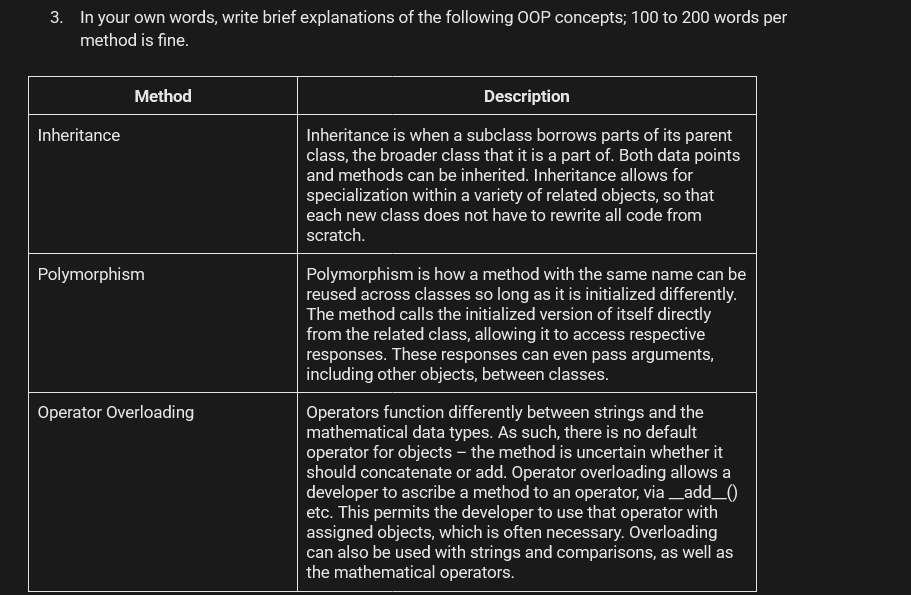 3. In your own words, write brief explanations of the following OOP concepts; 100 to 200 words per
method is fine.
Method
Description
Inheritance
Inheritance is when a subclass borrows parts of its parent
class, the broader class that it is a part of. Both data points
and methods can be inherited. Inheritance allows for
specialization within a variety of related objects, so that
each new class does not have to rewrite all code from
scratch.
Polymorphism
Polymorphism is how a method with the same name can be
reused across classes so long as it is initialized differently.
The method calls the initialized version of itself directly
from the related class, allowing it to access respective
responses. These responses can even pass arguments,
including other objects, between classes.
Operator Overloading
Operators function differently between strings and the
mathematical data types. As such, there is no default
operator for objects – the method is uncertain whether it
should concatenate or add. Operator overloading allows a
developer to ascribe a method to an operator, via __add__()
etc. This permits the developer to use that operator with
assigned objects, which is often necessary. Overloading
can also be used with strings and comparisons, as well as
the mathematical operators.